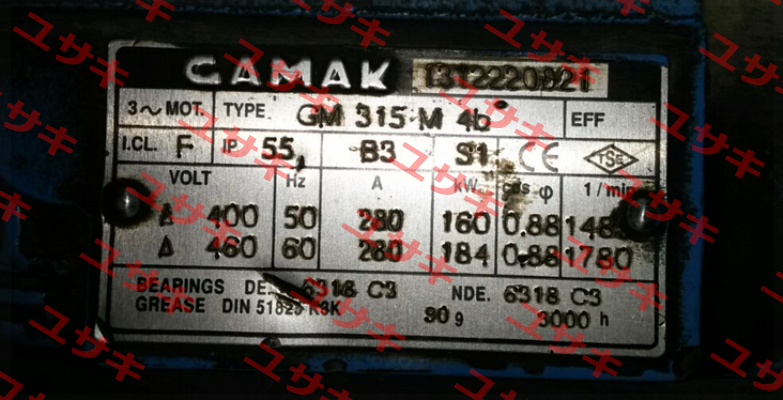 GAMAK
3~MOT. TYPE GM 315 M 4b EFF
I.CL. F IP 55, B3 S1 CE TSE
VOLT Hz A kW cos φ 1/min
Δ 400 50 280 160 0.88
Δ 460 60 280 184 0.88 1780
BEARINGS DE. 6318 C3 NDE. 6318 C3
GREASE DIN 51825 K3K 90 g 3000 h
ユサキ